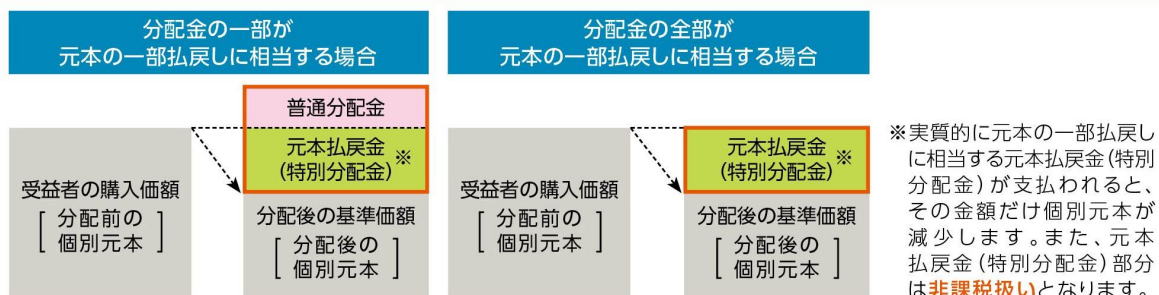 分配金の一部が
元本の一部払戻しに相当する場合
普通分配金
元本払戻金
(特別分配金)※
受益者の購入価額
[分配前の
個別元本]
分配後の基準価額
[分配後の
個別元本]
分配金の全部が
元本の一部払戻しに相当する場合
元本払戻金
(特別分配金)※
受益者の購入価額
[分配前の
個別元本]
分配後の基準価額
[分配後の
個別元本]
※実質的に元本の一部払戻し
に相当する元本払戻金(特別
分配金)が支払われると、
その金額だけ個別元本が
減少します。また、元本
払戻金(特別分配金)部分
は非課税扱いとなります。